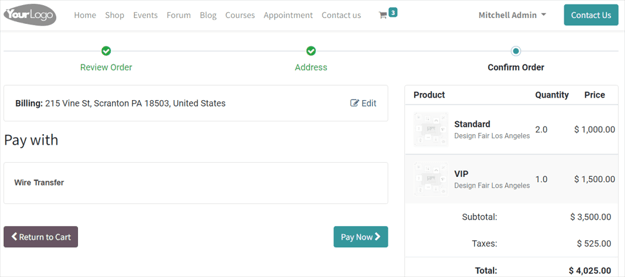 YourLogo Home Shop Events Forum Blog Courses Appointment Contact us 3 Mitchell Admin Contact Us
Review Order Address Confirm Order
Billing: 215 Vine St, Scranton PA 18503, United States Edit
Pay with
Wire Transfer
Return to Cart Pay Now
Product Quantity Price
Standard
Design Fair Los Angeles 2.0 $ 1,000.00
VIP
Design Fair Los Angeles 1.0 $ 1,500.00
Subtotal: $ 3,500.00
Taxes: $ 525.00
Total: $ 4,025.00